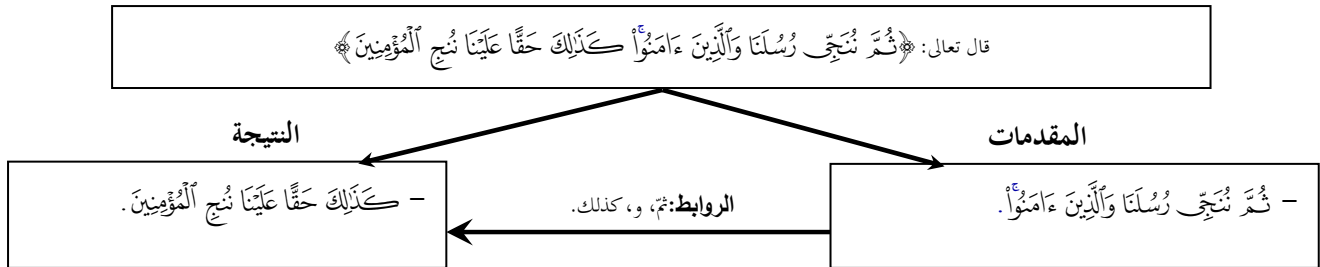 قال تعالى: ﴿ثُمَّ نُنَجِّى رُسُلَنَا وَٱلَّذِينَ ءَامَنُوا۟ۚ كَذَٰلِكَ حَقًّا عَلَيْنَا نُنجِ ٱلْمُؤْمِنِينَ﴾
المقدمات
النتيجة
– ثُمَّ نُنَجِّى رُسُلَنَا وَٱلَّذِينَ ءَامَنُوا۟ۚ.
الروابط:ثمّ، و، كذلك.
– كَذَٰلِكَ حَقًّا عَلَيْنَا نُنجِ ٱلْمُؤْمِنِينَ.